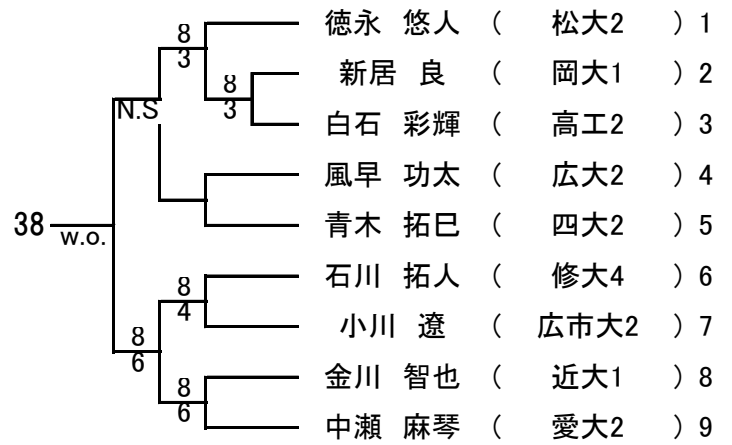 8
3
徳永 悠人 ( 松大2 ) 1
8
3
新居 良 ( 岡大1 ) 2
N.S
白石 彩輝 ( 高工2 ) 3
風早 功太 ( 広大2 ) 4
38
w.o.
青木 拓巳 ( 四大2 ) 5
8
4
石川 拓人 ( 修大4 ) 6
小川 遼 ( 広市大2 ) 7
8
6
金川 智也 ( 近大1 ) 8
8
6
中瀬 麻琴 ( 愛大2 ) 9